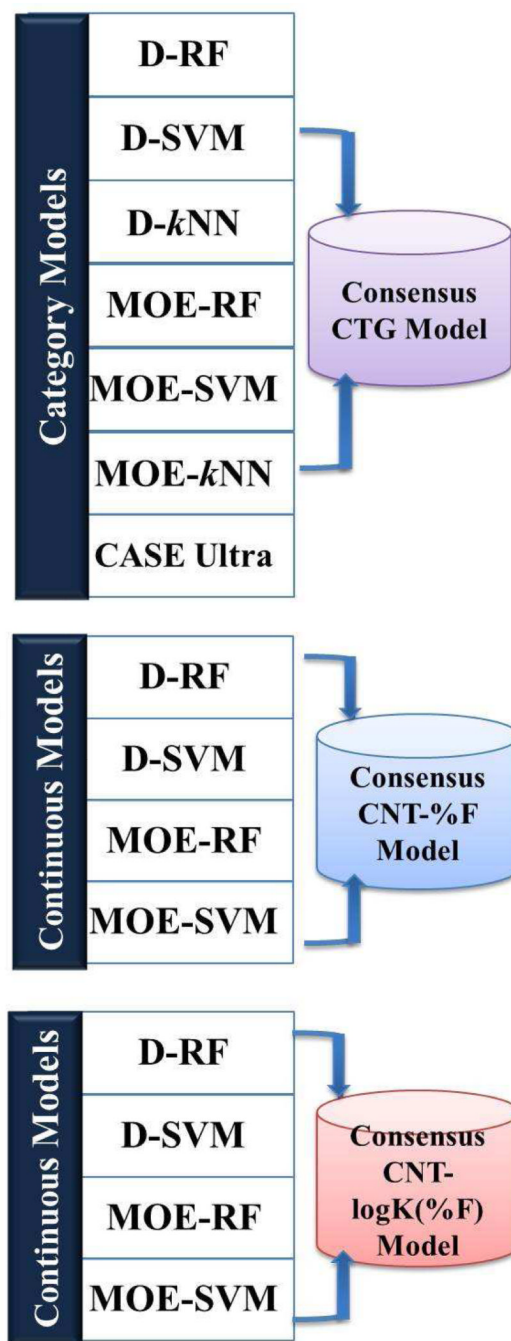 Category Models
D-RF
D-SVM
D-kNN
MOE-RF
MOE-SVM
MOE-kNN
CASE Ultra
Consensus
CTG Model
Continuous Models
D-RF
D-SVM
MOE-RF
MOE-SVM
Consensus
CNT-%F
Model
Continuous Models
D-RF
D-SVM
MOE-RF
MOE-SVM
Consensus
CNT-
logK(%F)
Model